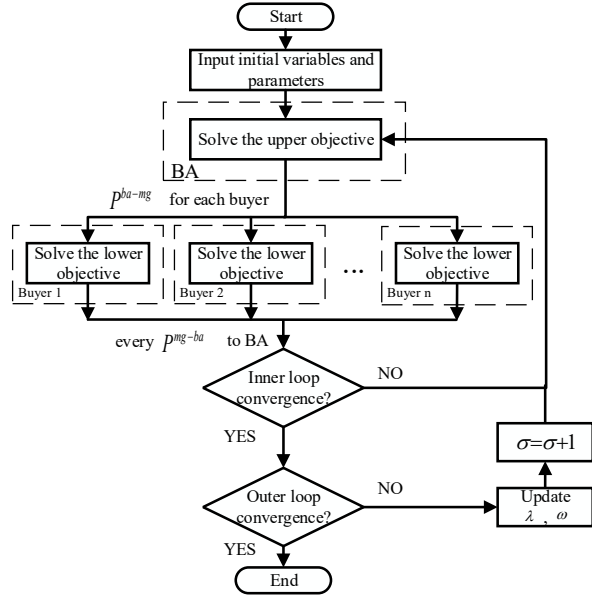 Start
Input initial variables and
parameters
Solve the upper objective
BA
P^{ba-mg} for each buyer
Solve the lower
objective
Buyer 1
Solve the lower
objective
Buyer 2
...
Solve the lower
objective
Buyer n
every P^{mg-ba} to BA
Inner loop
convergence?
NO
YES
σ=σ+1
Outer loop
convergence?
NO
Update
λ , ω
YES
End